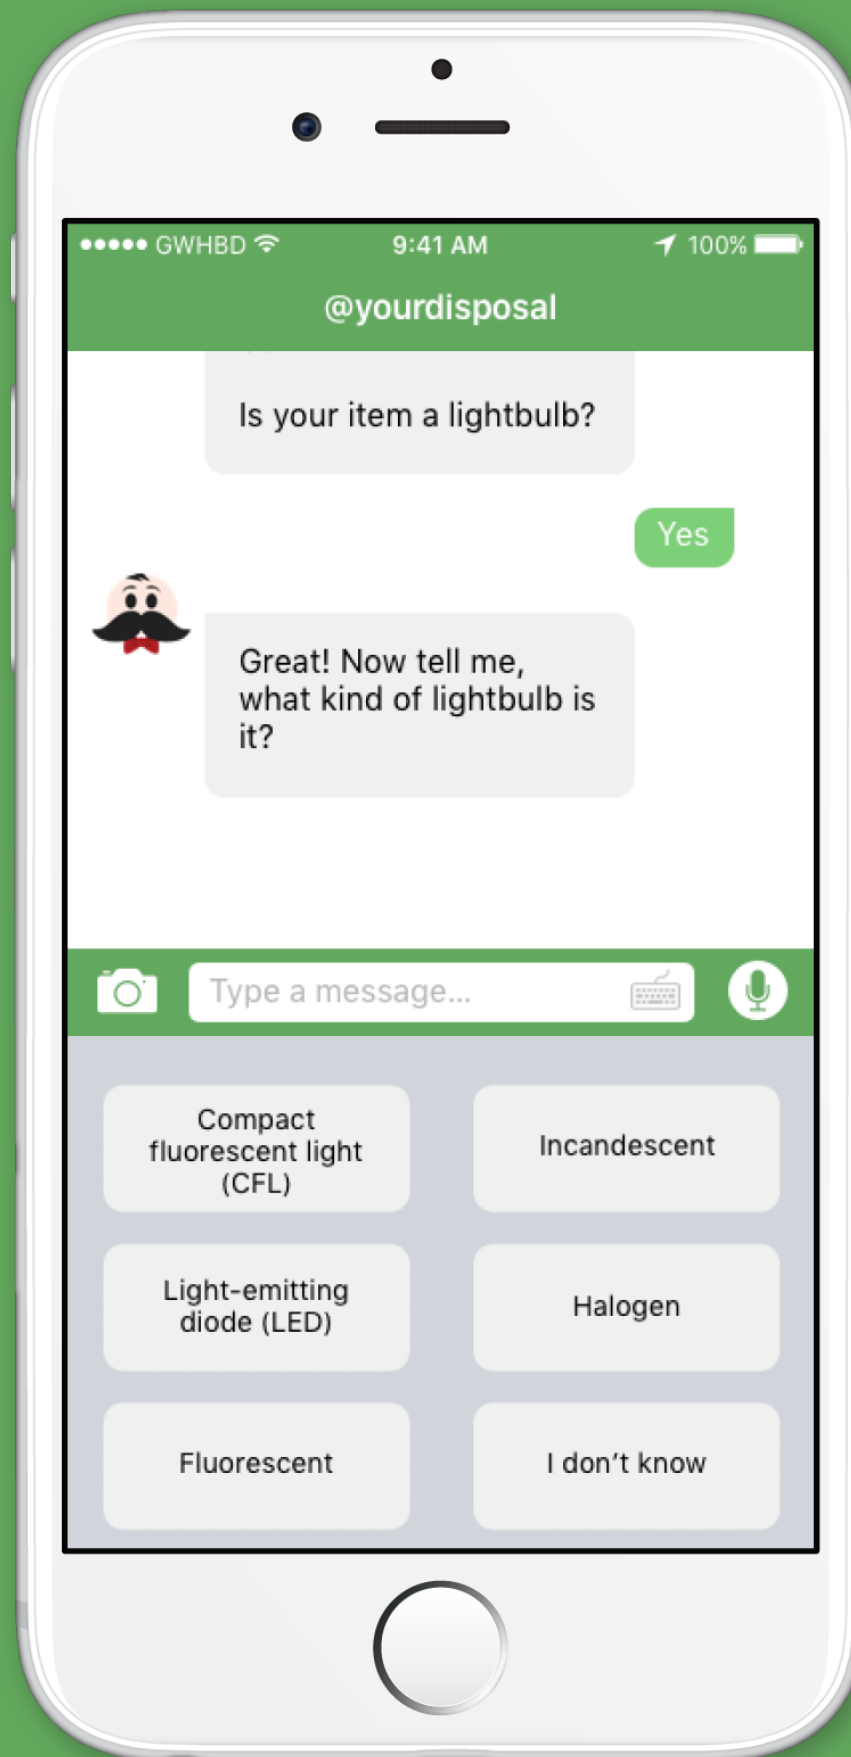 ●●●●● GWHBD 9:41 AM 100%
@yourdisposal
Is your item a lightbulb?
Yes
Great! Now tell me,
what kind of lightbulb is
it?
Type a message...
Compact
fluorescent light
(CFL)
Incandescent
Light-emitting
diode (LED)
Halogen
Fluorescent
I don't know